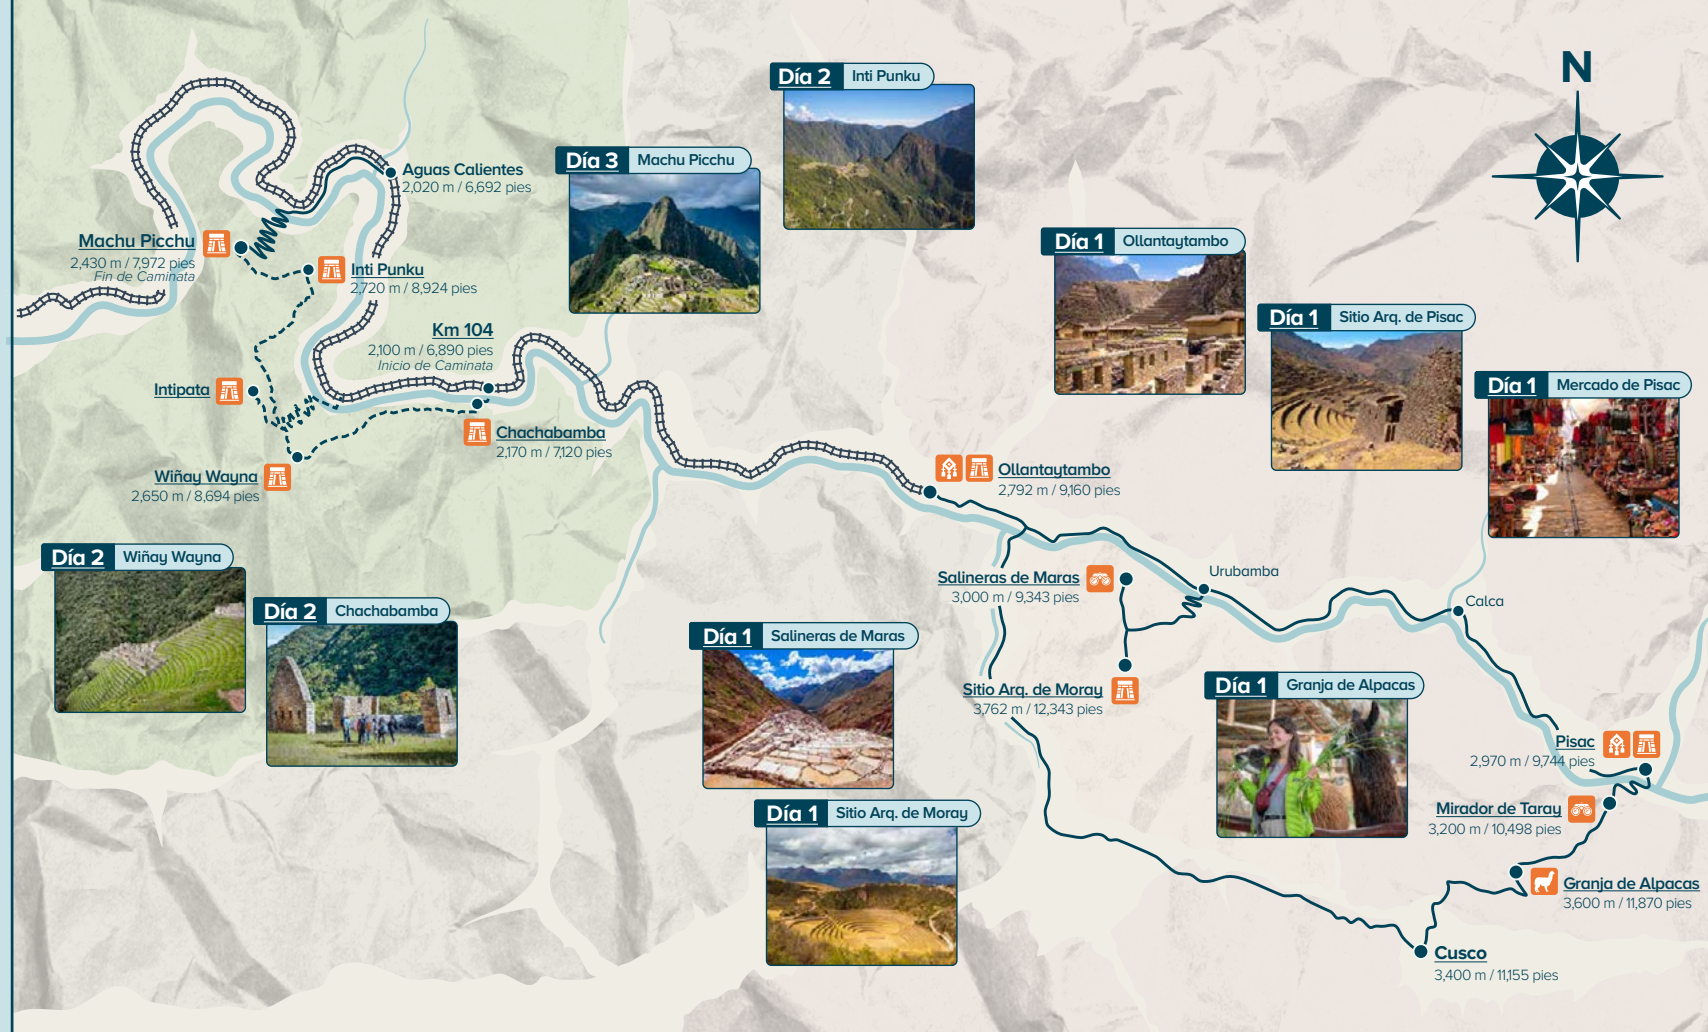 N
Día 2 Inti Punku
Día 3 Machu Picchu
Aguas Calientes
2,020 m / 6,692 pies
Machu Picchu
2,430 m / 7,972 pies
Fin de Caminata
Inti Punku
2,720 m / 8,924 pies
Día 1 Ollantaytambo
Día 1 Sitio Arq. de Pisac
Día 1 Mercado de Pisac
Km 104
2,100 m / 6,890 pies
Inicio de Caminata
Intipata
Chachabamba
2,170 m / 7,120 pies
Wiñay Wayna
2,650 m / 8,694 pies
Ollantaytambo
2,792 m / 9,160 pies
Día 2 Wiñay Wayna
Día 2 Chachabamba
Salineras de Maras
3,000 m / 9,343 pies
Urubamba
Calca
Día 1 Salineras de Maras
Sitio Arq. de Moray
3,762 m / 12,343 pies
Día 1 Granja de Alpacas
Pisac
2,970 m / 9,744 pies
Día 1 Sitio Arq. de Moray
Mirador de Taray
3,200 m / 10,498 pies
Granja de Alpacas
3,600 m / 11,870 pies
Cusco
3,400 m / 11,155 pies